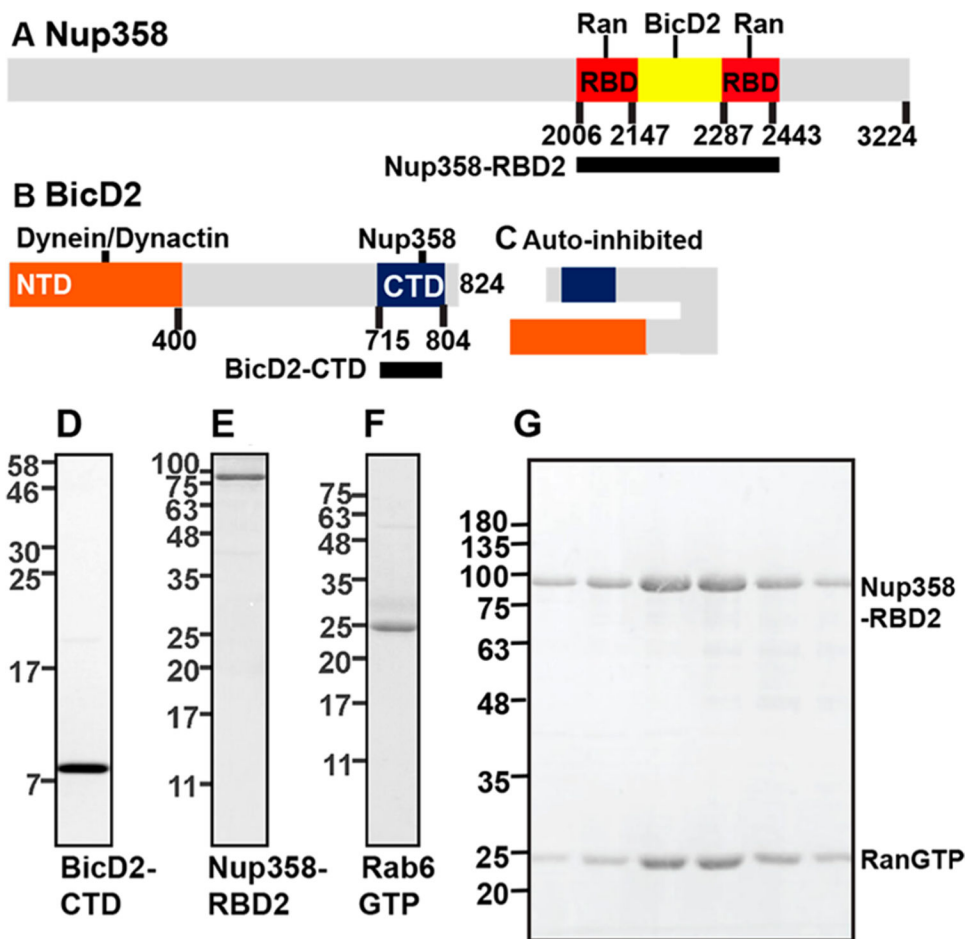 A Nup358
Ran BicD2 Ran
RBD RBD
2006 2147 2287 2443 3224
Nup358-RBD2
B BicD2
Dynein/Dynactin Nup358
C Auto-inhibited
NTD CTD 824
400 715 804
BicD2-CTD
D
58
46
30
25
17
7
BicD2-
CTD
E
100
75
63
48
35
25
20
17
11
Nup358-
RBD2
F
75
63
48
35
25
20
17
11
Rab6
GTP
G
180
135
100
75
63
48
35
25
20
Nup358
-RBD2
RanGTP